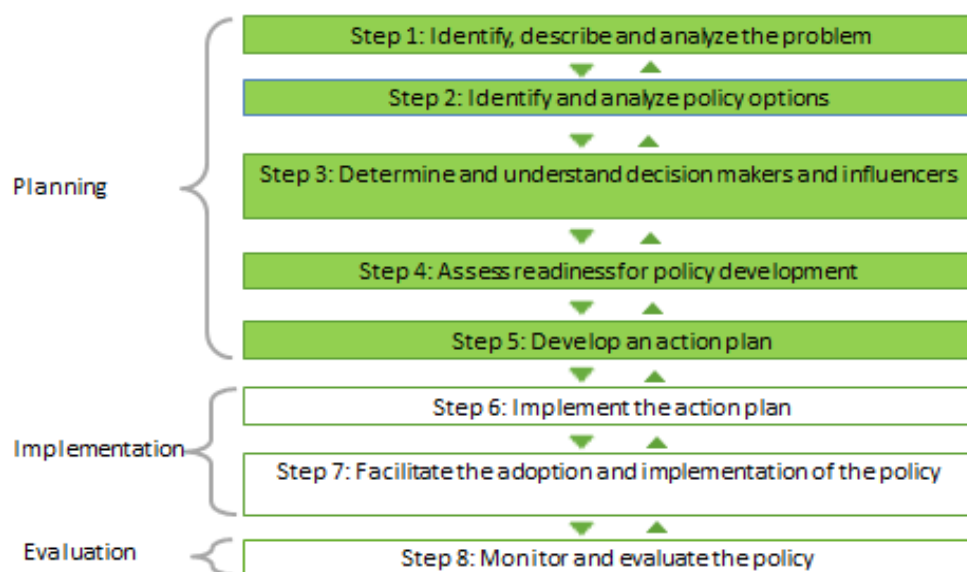 Step 1: Identify, describe and analyze the problem
Step 2: Identify and analyze policy options
Planning
Step 3: Determine and understand decision makers and influencers
Step 4: Assess readiness for policy development
Step 5: Develop an action plan
Step 6: Implement the action plan
Implementation
Step 7: Facilitate the adoption and implementation of the policy
Evaluation
Step 8: Monitor and evaluate the policy